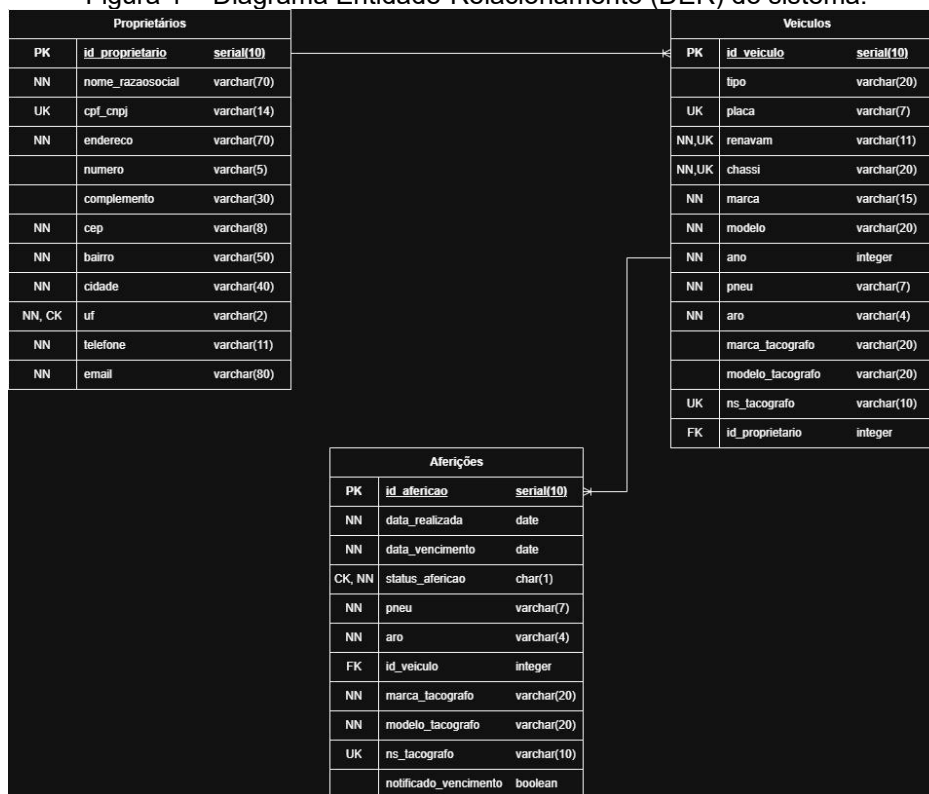 Figura 1 – Diagrama Entidade-Relacionamento (DER) do sistema.
Proprietários
PK id_proprietario serial(10)
NN nome_razaosocial varchar(70)
UK cpf_cnpj varchar(14)
NN endereco varchar(70)
numero varchar(5)
complemento varchar(30)
NN cep varchar(8)
NN bairro varchar(50)
NN cidade varchar(40)
NN, CK uf varchar(2)
NN telefone varchar(11)
NN email varchar(80)
Veiculos
PK id_veiculo serial(10)
tipo varchar(20)
UK placa varchar(7)
NN,UK renavam varchar(11)
NN,UK chassi varchar(20)
NN marca varchar(15)
NN modelo varchar(20)
NN ano integer
NN pneu varchar(7)
NN aro varchar(4)
marca_tacografo varchar(20)
modelo_tacografo varchar(20)
UK ns_tacografo varchar(10)
FK id_proprietario integer
Aferições
PK id_afericao serial(10)
NN data_realizada date
NN data_vencimento date
CK, NN status_afericao char(1)
NN pneu varchar(7)
NN aro varchar(4)
FK id_veiculo integer
NN marca_tacografo varchar(20)
NN modelo_tacografo varchar(20)
UK ns_tacografo varchar(10)
notificado_vencimento boolean